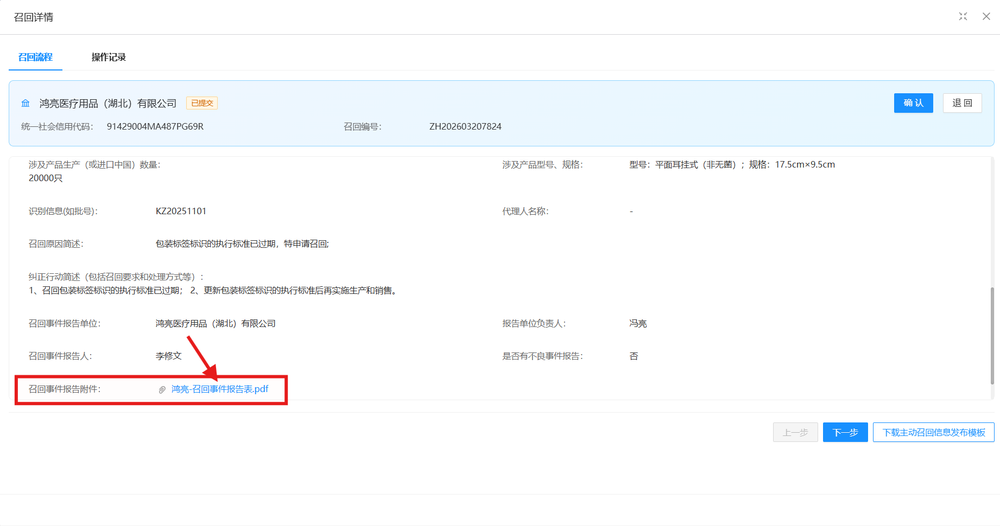 召回详情
召回流程 操作记录
鸿亮医疗用品（湖北）有限公司 已提交 确 认 退 回
统一社会信用代码： 91429004MA487PG69R 召回编号： ZH202603207824
涉及产品生产（或进口中国）数量： 涉及产品型号、规格： 型号：平面耳挂式（非无菌）；规格：17.5cm×9.5cm
20000只
识别信息(如批号)： KZ20251101 代理人名称： -
召回原因简述： 包装标签标识的执行标准已过期，特申请召回;
纠正行动简述（包括召回要求和处理方式等）：
1、召回包装标签标识的执行标准已过期； 2、更新包装标签标识的执行标准后再实施生产和销售。
召回事件报告单位： 鸿亮医疗用品（湖北）有限公司 报告单位负责人： 冯亮
召回事件报告人： 李修文 是否有不良事件报告： 否
召回事件报告附件： 鸿亮-召回事件报告表.pdf
上一步 下一步 下载主动召回信息发布模板